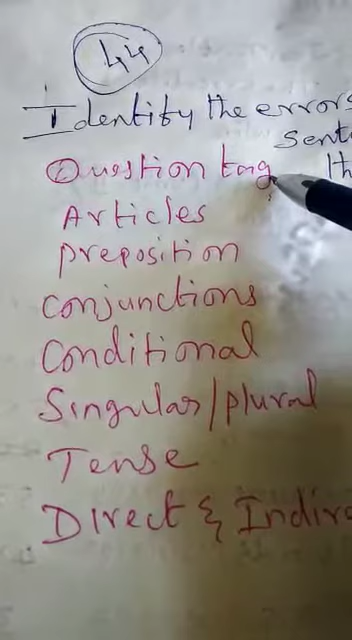 44
Identify the errors
Sent
Question tag
Articles
preposition
Conjunctions
Conditional
Singular/plural
Tense
Direct & Indire